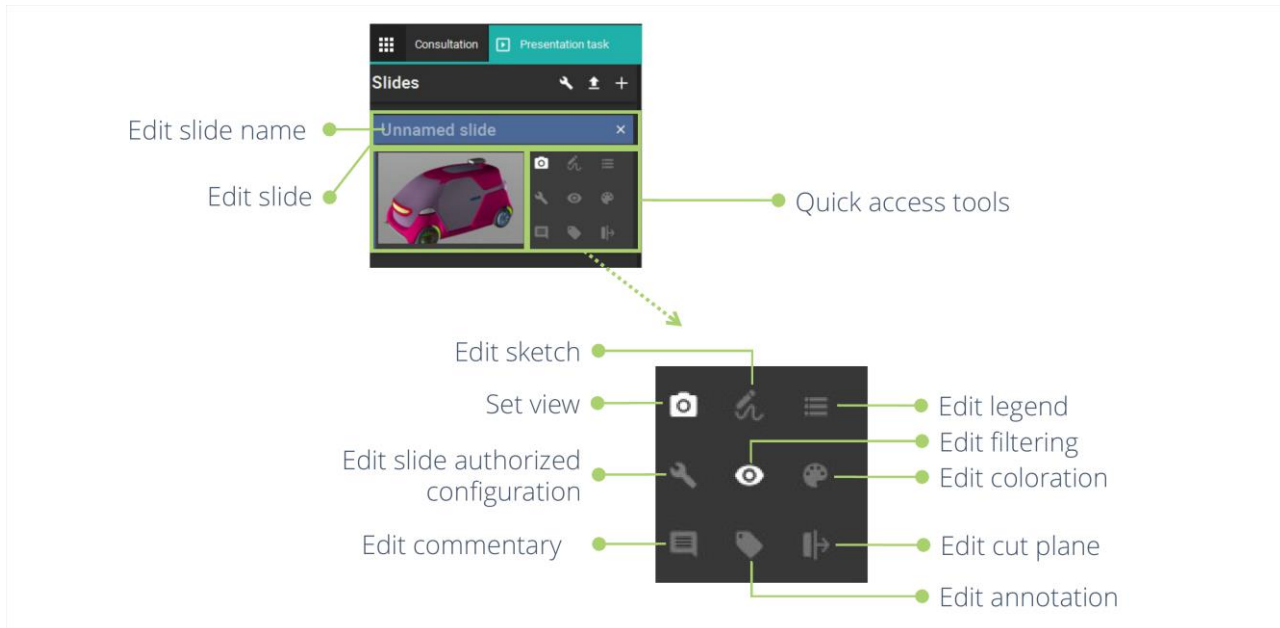 Consultation
Presentation task
Slides
Edit slide name
Unnamed slide
Edit slide
Quick access tools
Edit sketch
Set view
Edit legend
Edit filtering
Edit slide authorized
configuration
Edit coloration
Edit commentary
Edit cut plane
Edit annotation